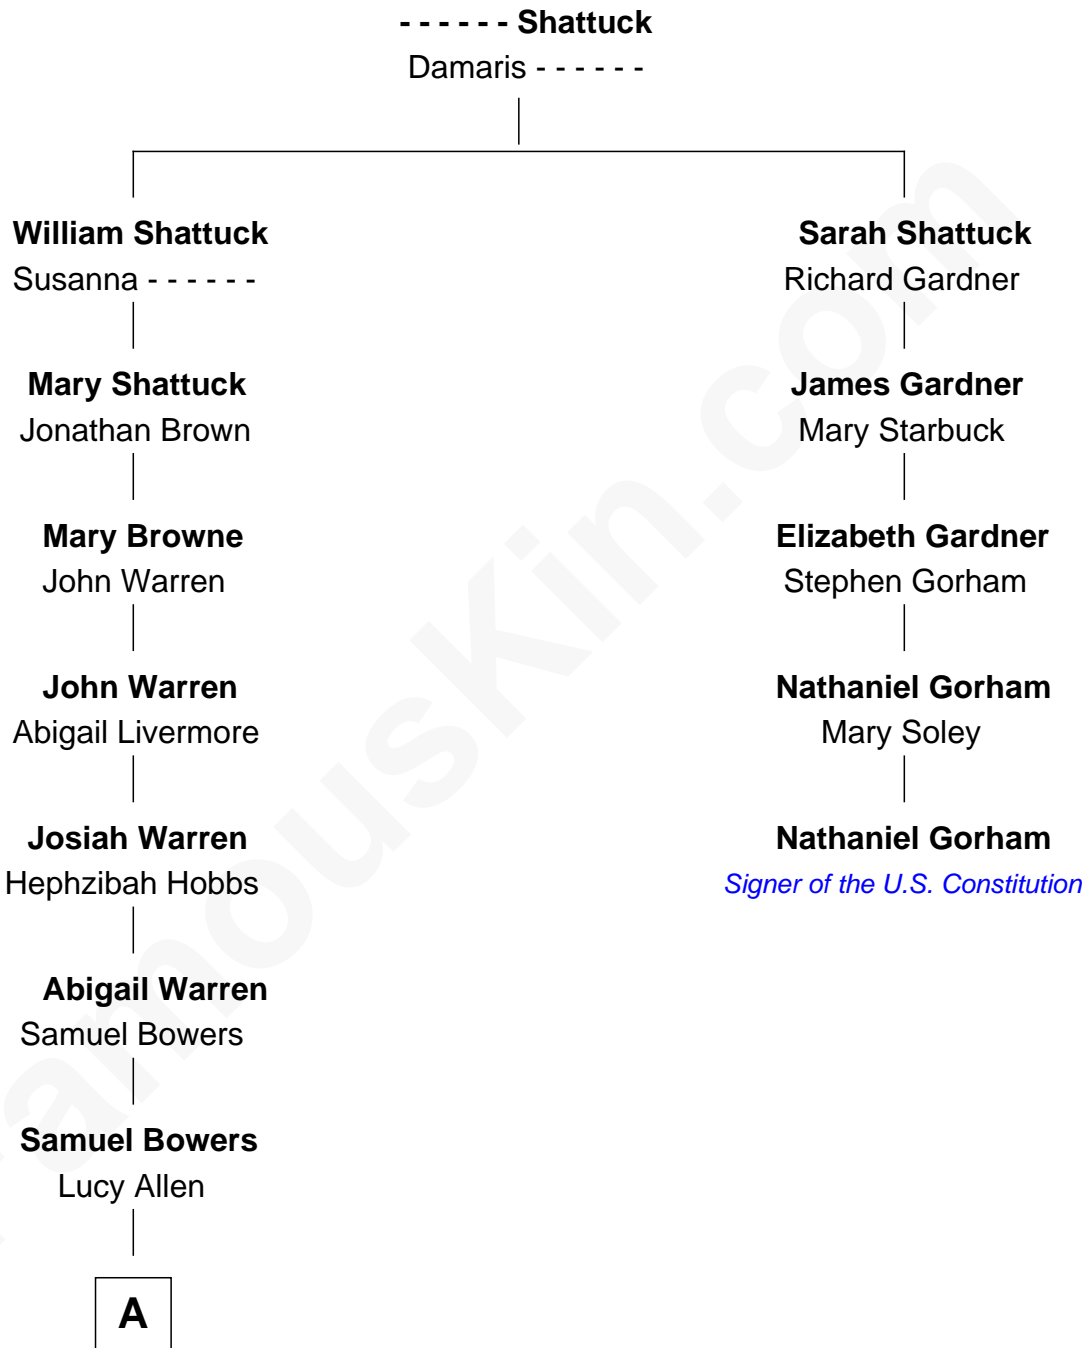 - - - - - - Shattuck
Damaris - - - - - -
William Shattuck
Susanna - - - - - -
Sarah Shattuck
Richard Gardner
Mary Shattuck
Jonathan Brown
James Gardner
Mary Starbuck
Mary Browne
John Warren
Elizabeth Gardner
Stephen Gorham
John Warren
Abigail Livermore
Nathaniel Gorham
Mary Soley
Josiah Warren
Hephzibah Hobbs
Nathaniel Gorham
Signer of the U.S. Constitution
Abigail Warren
Samuel Bowers
Samuel Bowers
Lucy Allen
A
FamousKin.com